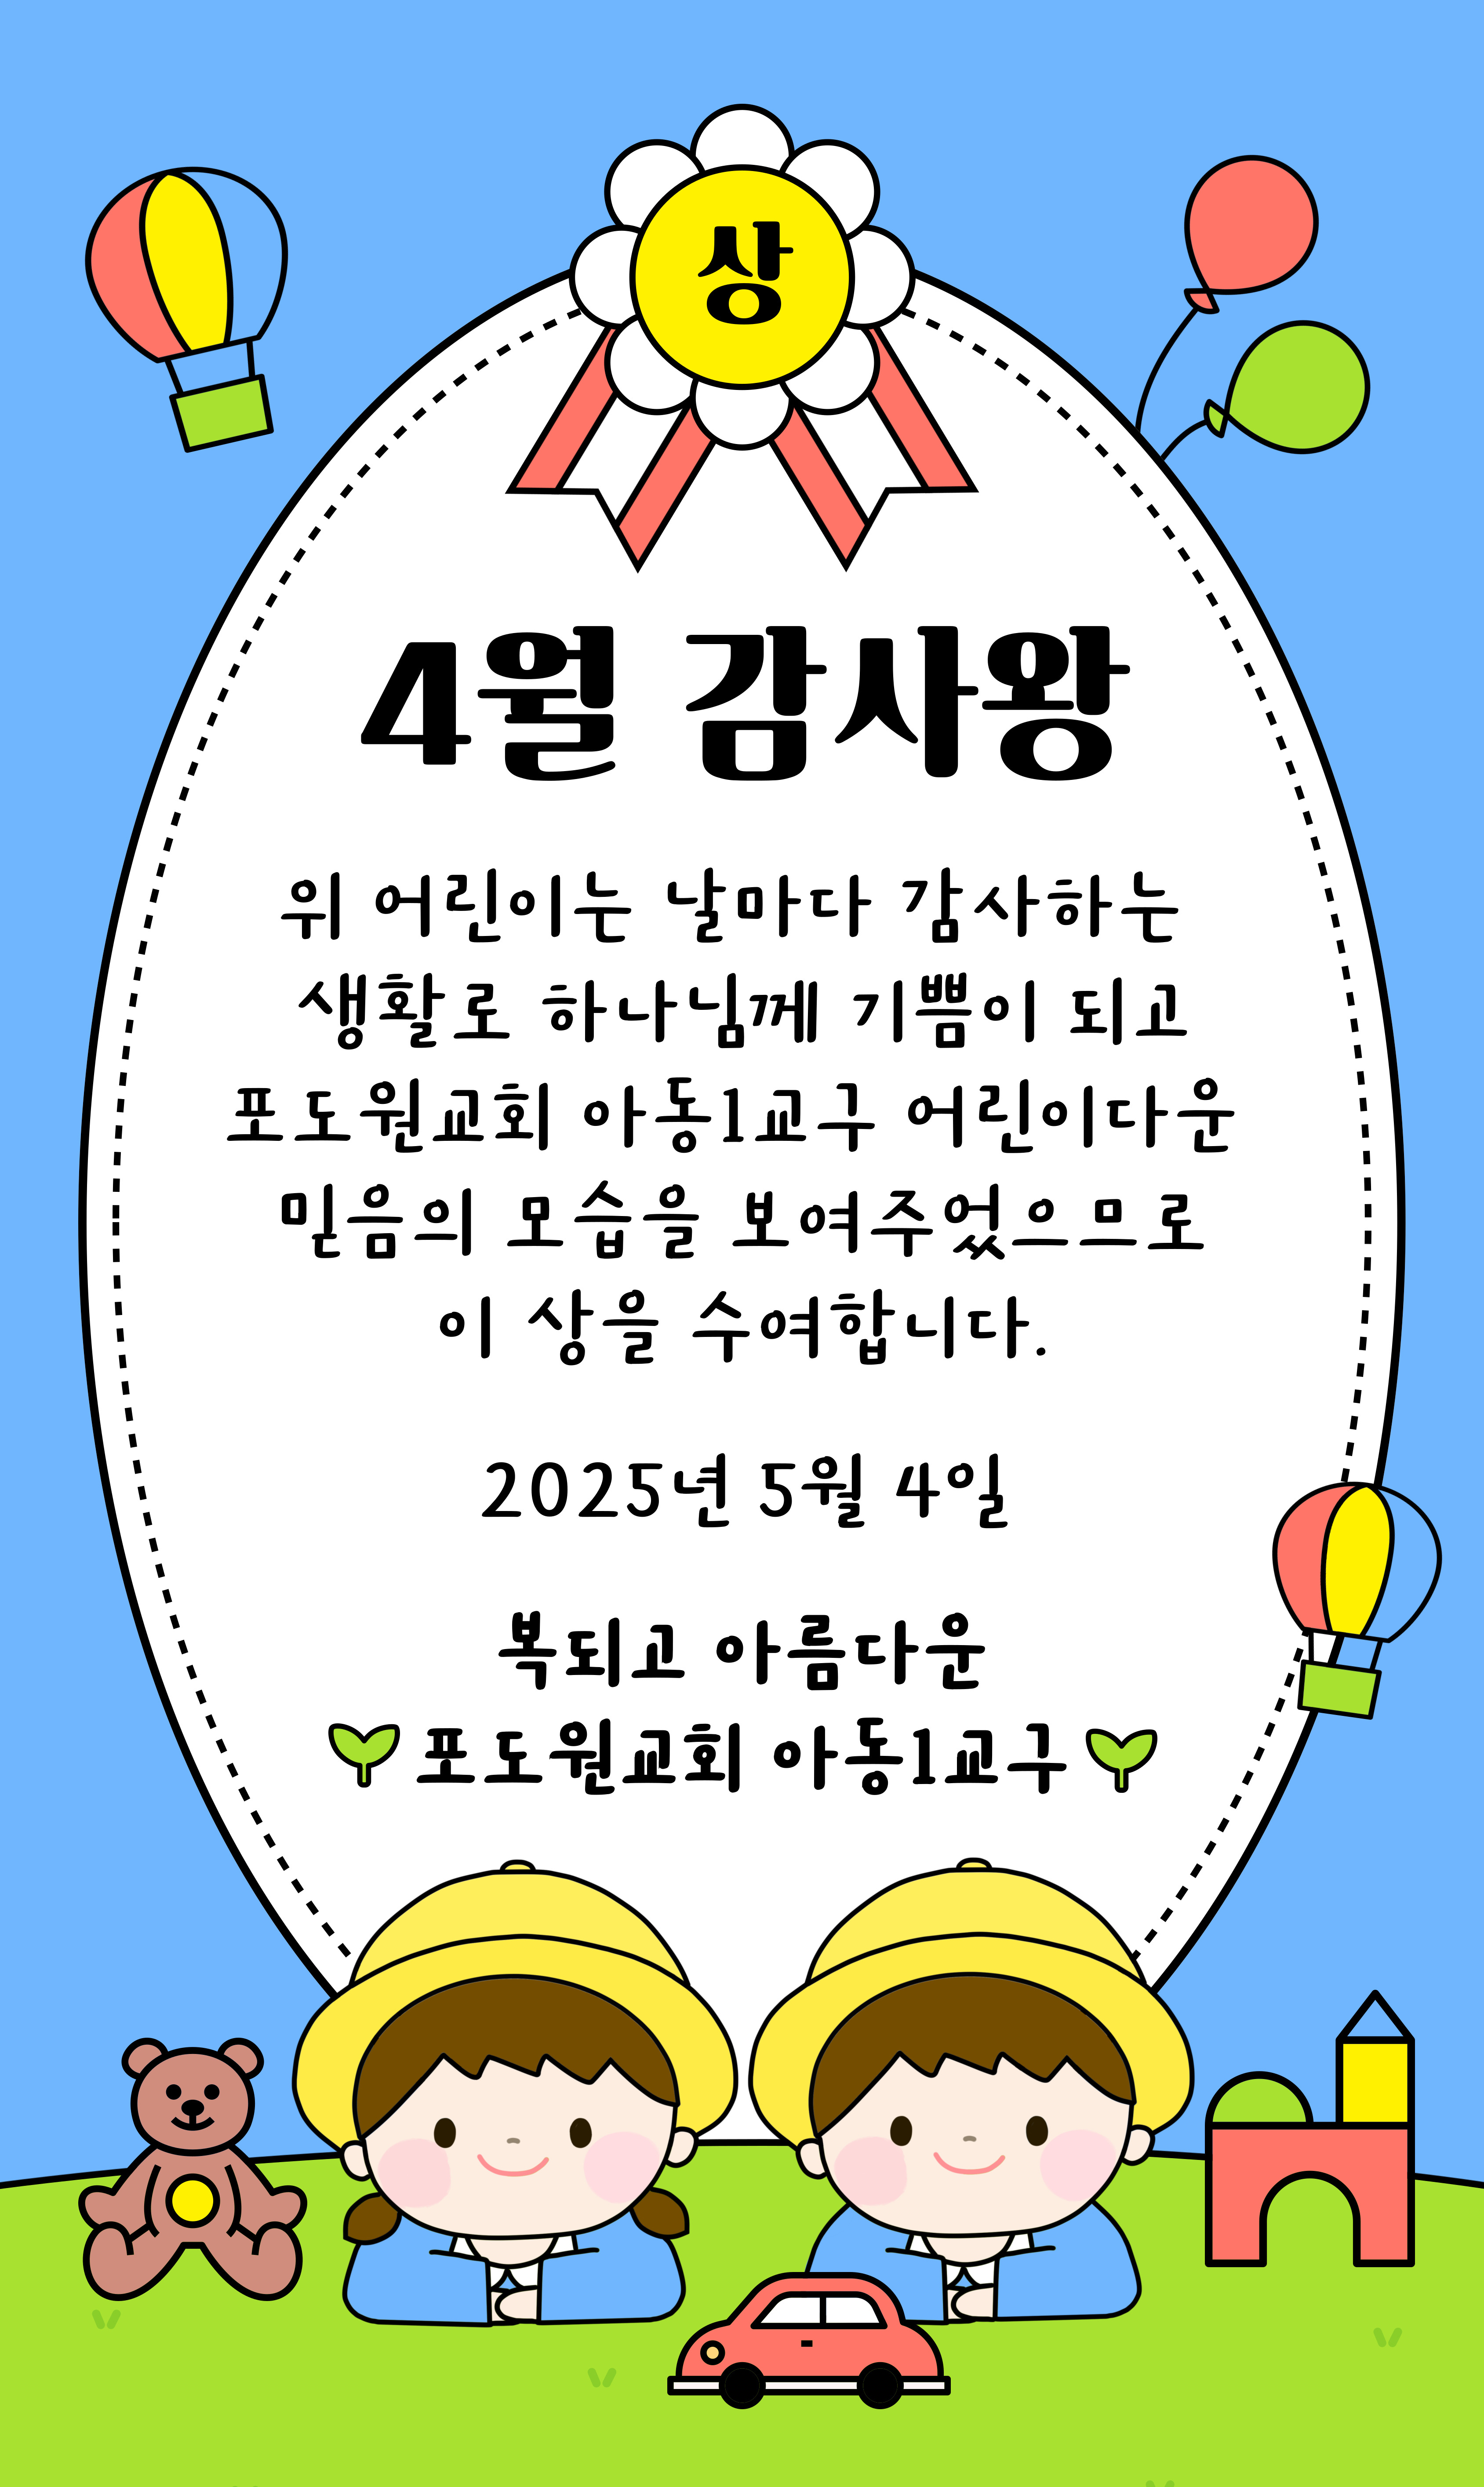 상
4월 감사왕
위 어린이는 날마다 감사하는
생활로 하나님께 기쁨이 되고
포도원교회 아동1교구 어린이다운
믿음의 모습을 보여주었으므로
이 상을 수여합니다.
2025년 5월 4일
복되고 아름다운
포도원교회 아동1교구